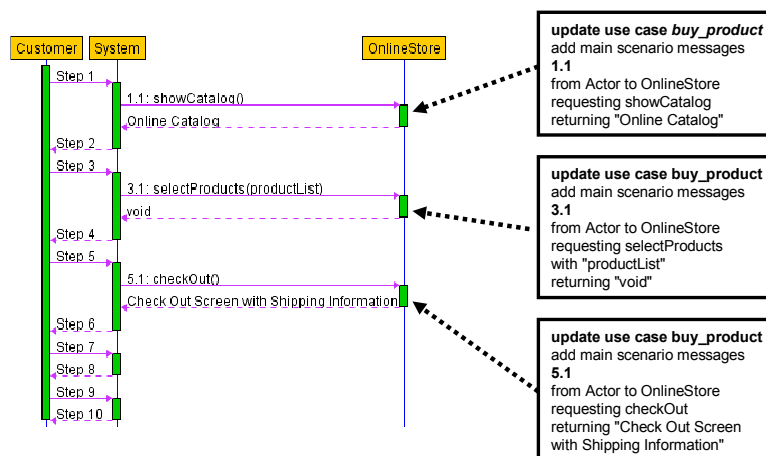 Customer
System
OnlineStore
Step 1
1.1: showCatalog()
Online Catalog
Step 2
Step 3
3.1: selectProducts(productList)
void
Step 4
Step 5
5.1: checkOut()
Check Out Screen with Shipping Information
Step 6
Step 7
Step 8
Step 9
Step 10
update use case buy_product
add main scenario messages
1.1
from Actor to OnlineStore
requesting showCatalog
returning "Online Catalog"
update use case buy_product
add main scenario messages
3.1
from Actor to OnlineStore
requesting selectProducts
with "productList"
returning "void"
update use case buy_product
add main scenario messages
5.1
from Actor to OnlineStore
requesting checkOut
returning "Check Out Screen
with Shipping Information"